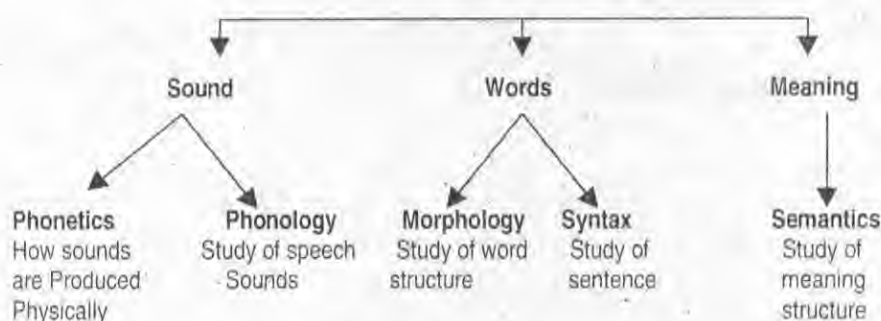 Sound Words Meaning
Phonetics Phonology Morphology Syntax Semantics
How sounds Study of speech Study of word Study of Study of
are Produced Sounds structure sentence meaning
Physically structure